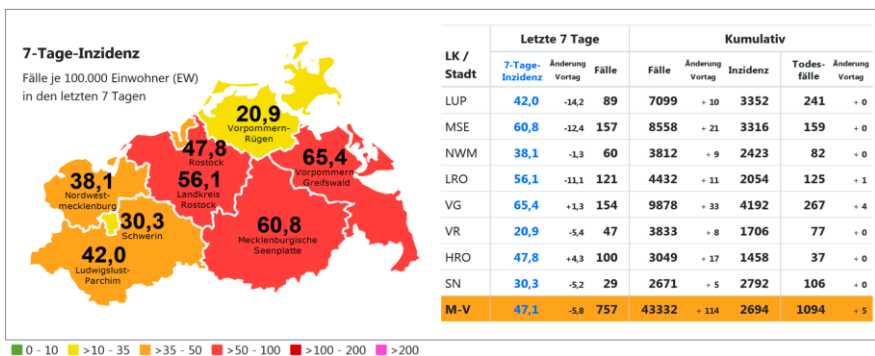 7-Tage-Inzidenz
Fälle je 100.000 Einwohner (EW)
in den letzten 7 Tagen
20,9
Vorpommern-
Rügen
47,8
Rostock
65,4
Vorpommern-
Greifswald
38,1
Nordwest-
mecklenburg
56,1
Landkreis
Rostock
30,3
Schwerin
60,8
Mecklenburgische
Seenplatte
42,0
Ludwigslust-
Parchim
Letzte 7 Tage Kumulativ
LK / Stadt 7-Tage-Inzidenz Änderung Vortag Fälle Fälle Änderung Vortag Inzidenz Todes-fälle Änderung Vortag
LUP 42,0 -14,2 89 7099 + 10 3352 241 + 0
MSE 60,8 -12,4 157 8558 + 21 3316 159 + 0
NWM 38,1 -1,3 60 3812 + 9 2423 82 + 0
LRO 56,1 -11,1 121 4432 + 11 2054 125 + 1
VG 65,4 +1,3 154 9878 + 33 4192 267 + 4
VR 20,9 -5,4 47 3833 + 8 1706 77 + 0
HRO 47,8 +4,3 100 3049 + 17 1458 37 + 0
SN 30,3 -5,2 29 2671 + 5 2792 106 + 0
M-V 47,1 -5,8 757 43332 + 114 2694 1094 + 5
0 - 10 >10 - 35 >35 - 50 >50 - 100 >100 - 200 >200